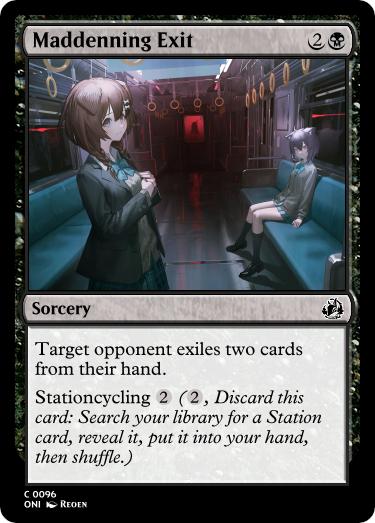 Maddenning Exit 2
Sorcery
Target opponent exiles two cards
from their hand.
Stationcycling 2 (2, Discard this
card: Search your library for a Station
card, reveal it, put it into your hand,
then shuffle.)
C 0096
ONI Reoen